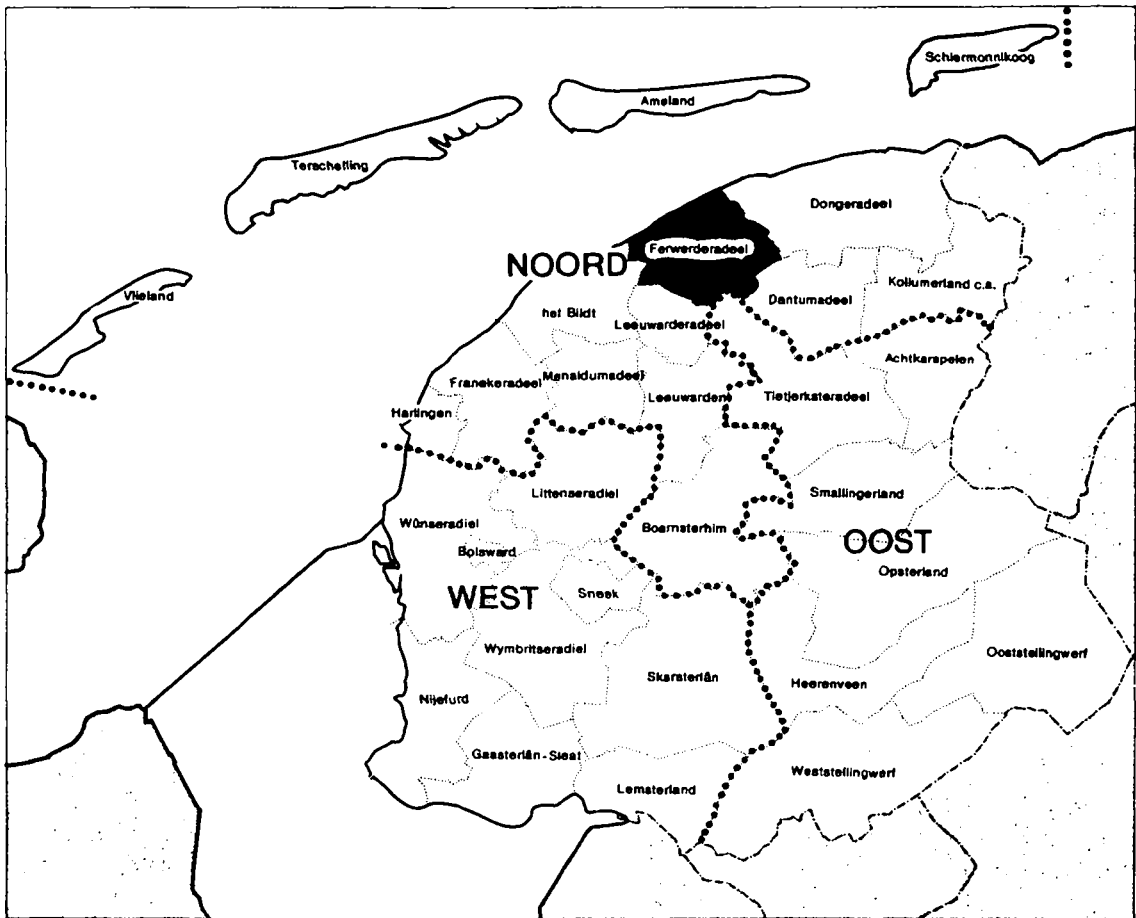 Schiermonnikoog
Ameland
Terschelling
Dongeradeel
Ferwerderadeel
NOORD
Vlieland
Kollumerland c.a.
Dantumadeel
het Bildt
Leeuwarderadeel
Achtkarspelen
Menaldumadeel
Franekeradeel
Leeuwarden
Tietjerksteradeel
Harlingen
Littenseradiel
Smallingerland
Wûnseradiel
Boarnsterhim
OOST
Bolsward
Opsterland
WEST
Sneek
Wymbritseradiel
Ooststellingwerf
Skarsterlân
Heerenveen
Nijefurd
Gaasterlân-Sleat
Weststellingwerf
Lemsterland